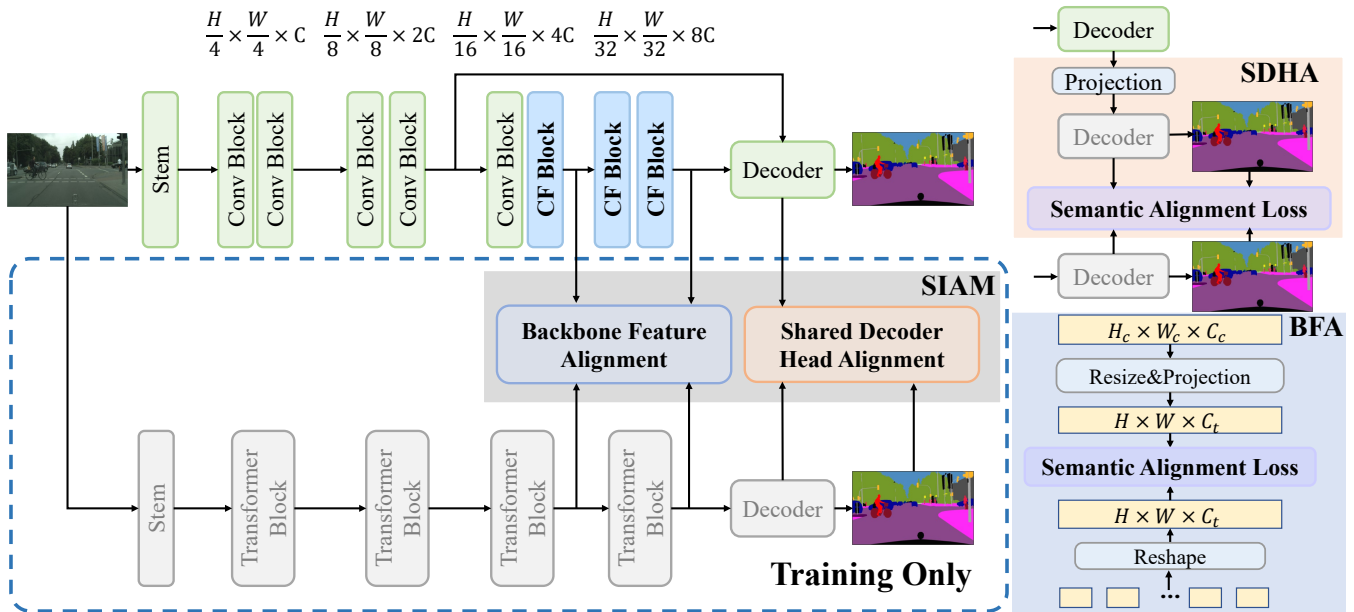 H/4 × W/4 × C
H/8 × W/8 × 2C
H/16 × W/16 × 4C
H/32 × W/32 × 8C
Stem
Conv Block
Conv Block
Conv Block
Conv Block
Conv Block
CF Block
CF Block
CF Block
Decoder
SIAM
Backbone Feature
Alignment
Shared Decoder
Head Alignment
Stem
Transformer
Block
Transformer
Block
Transformer
Block
Transformer
Block
Decoder
Training Only
Decoder
SDHA
Projection
Decoder
Semantic Alignment Loss
Decoder
BFA
H_c × W_c × C_c
Resize&Projection
H × W × C_t
Semantic Alignment Loss
H × W × C_t
Reshape
...